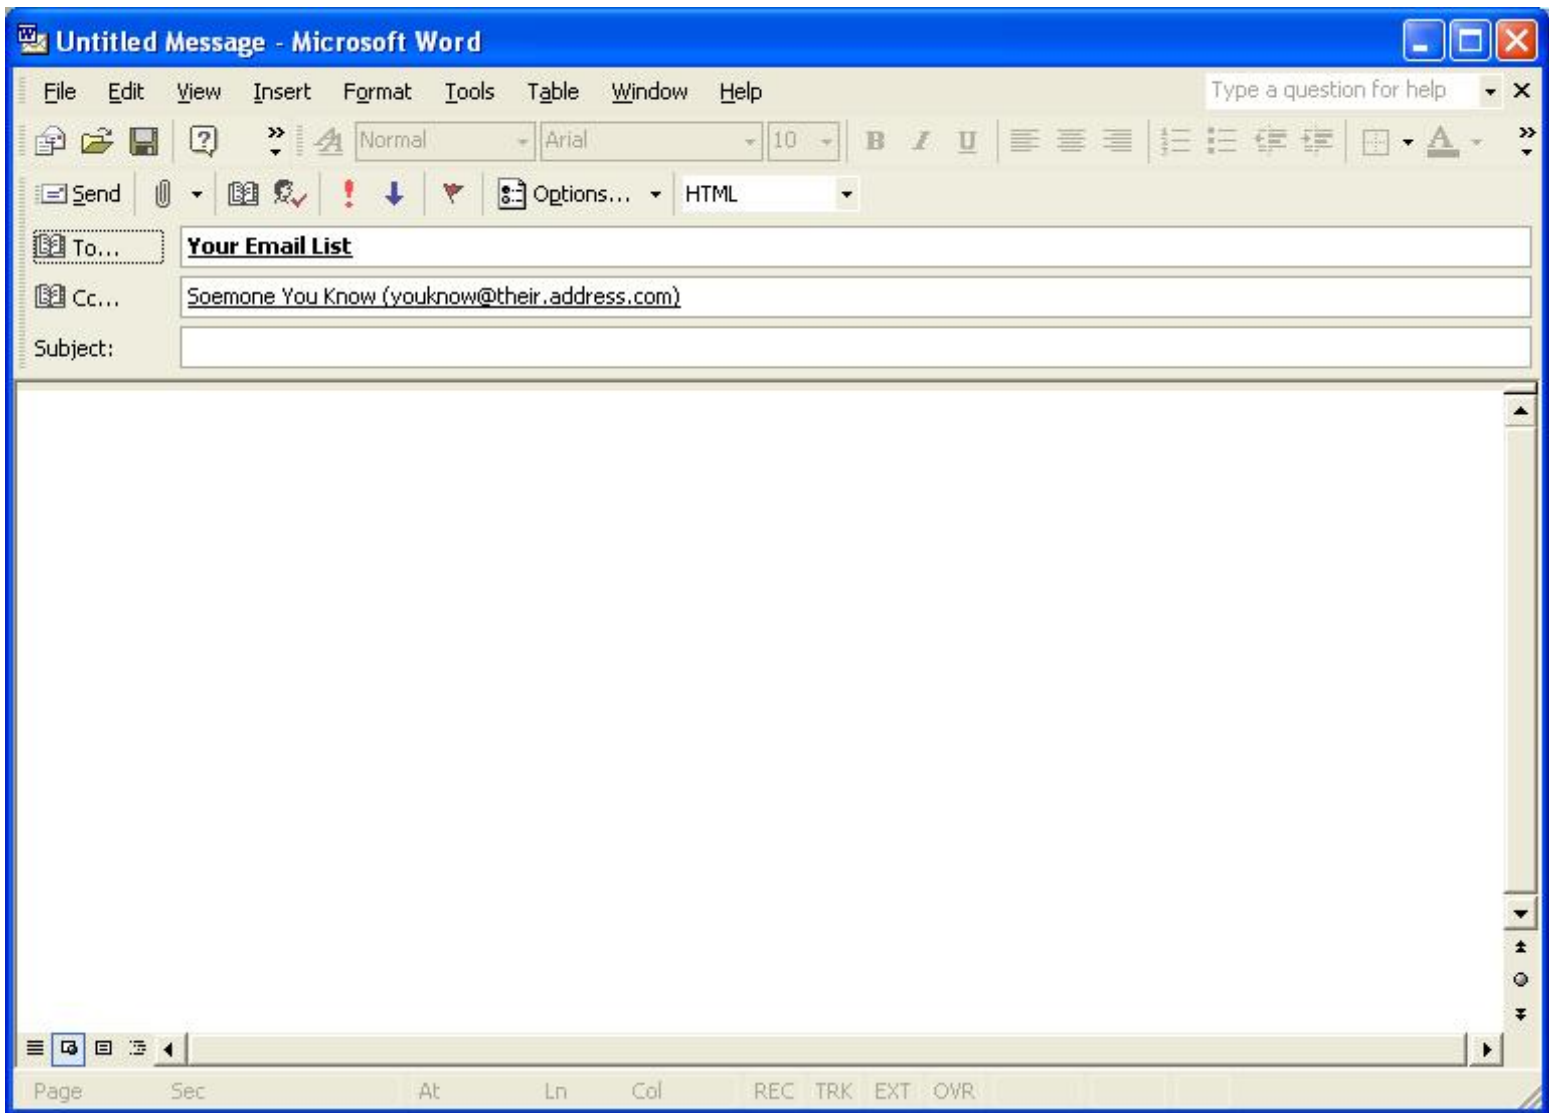 Untitled Message - Microsoft Word
File Edit View Insert Format Tools Table Window Help Type a question for help
Normal Arial 10 B I U A
Send Options... HTML
To... Your Email List
Cc... Soemone You Know (youknow@their.address.com)
Subject:
Page Sec At Ln Col REC TRK EXT OVR